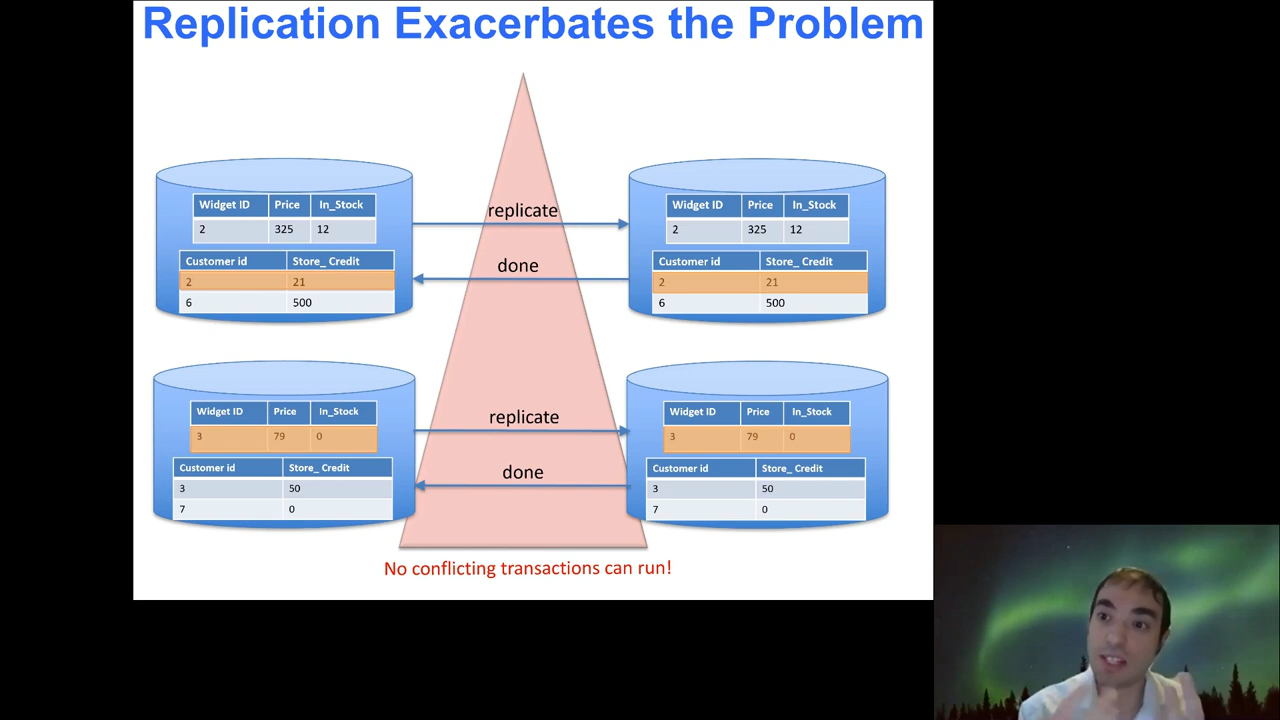 Replication Exacerbates the Problem
Widget ID Price In_Stock
2 325 12
Customer id Store_ Credit
2 21
6 500
replicate
done
Widget ID Price In_Stock
2 325 12
Customer id Store_ Credit
2 21
6 500
Widget ID Price In_Stock
3 79 0
Customer id Store_ Credit
3 50
7 0
replicate
done
Widget ID Price In_Stock
3 79 0
Customer id Store_ Credit
3 50
7 0
No conflicting transactions can run!